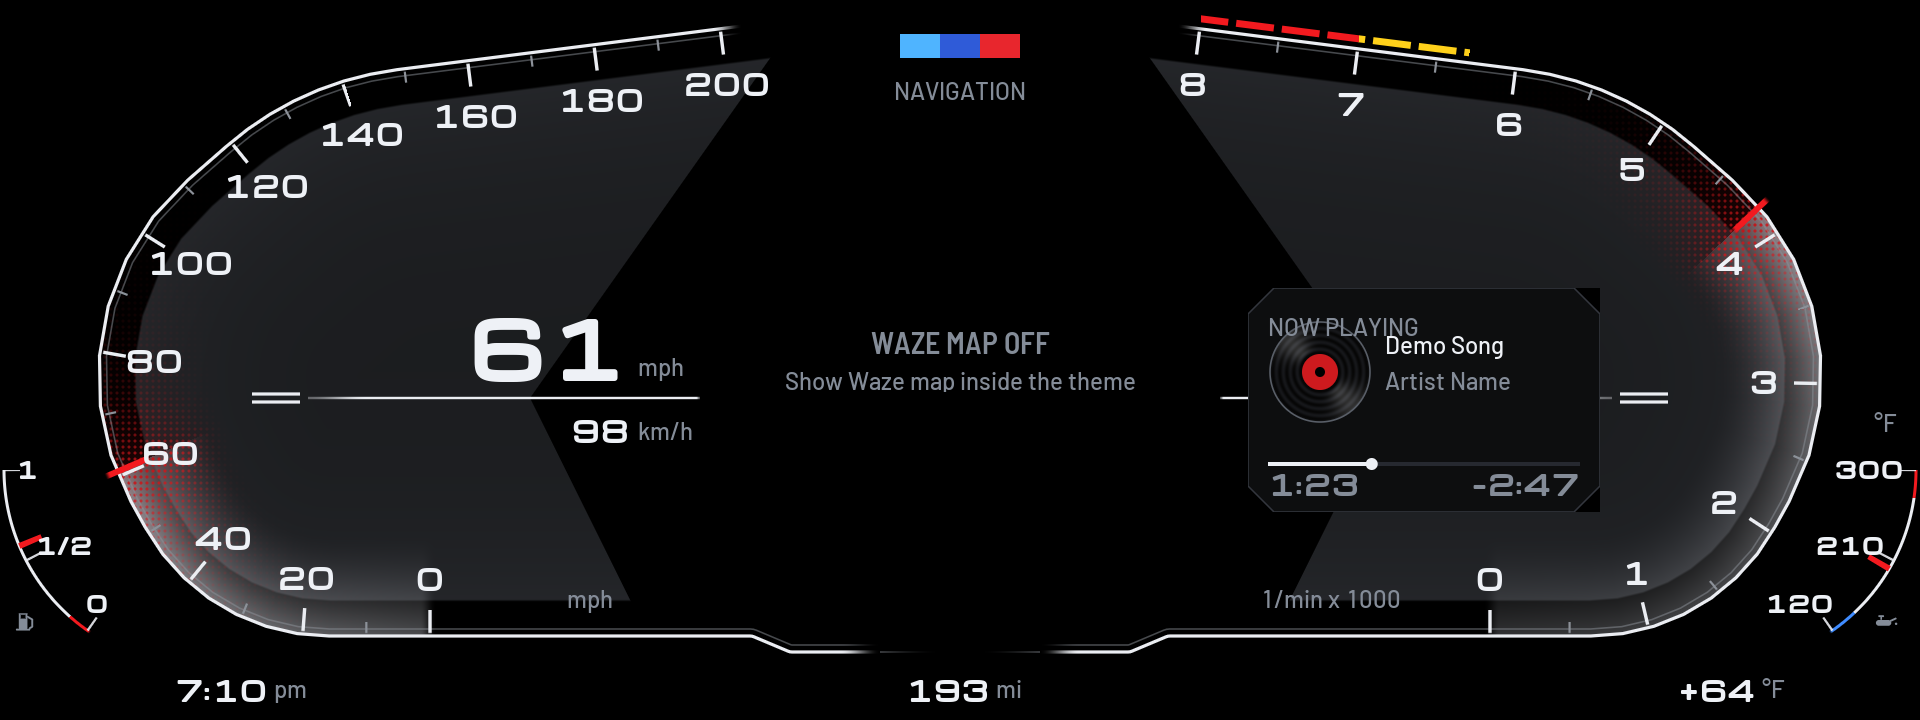 NAVIGATION
200
180
160
140
120
100
80
60
40
20
0
mph
61 mph
98 km/h
WAZE MAP OFF
Show Waze map inside the theme
8
7
6
5
4
3
2
1
0
1/min x 1000
NOW PLAYING
Demo Song
Artist Name
1:23 -2:47
1
1/2
0
°F
300
210
120
7:10 pm
193 mi
+64 °F